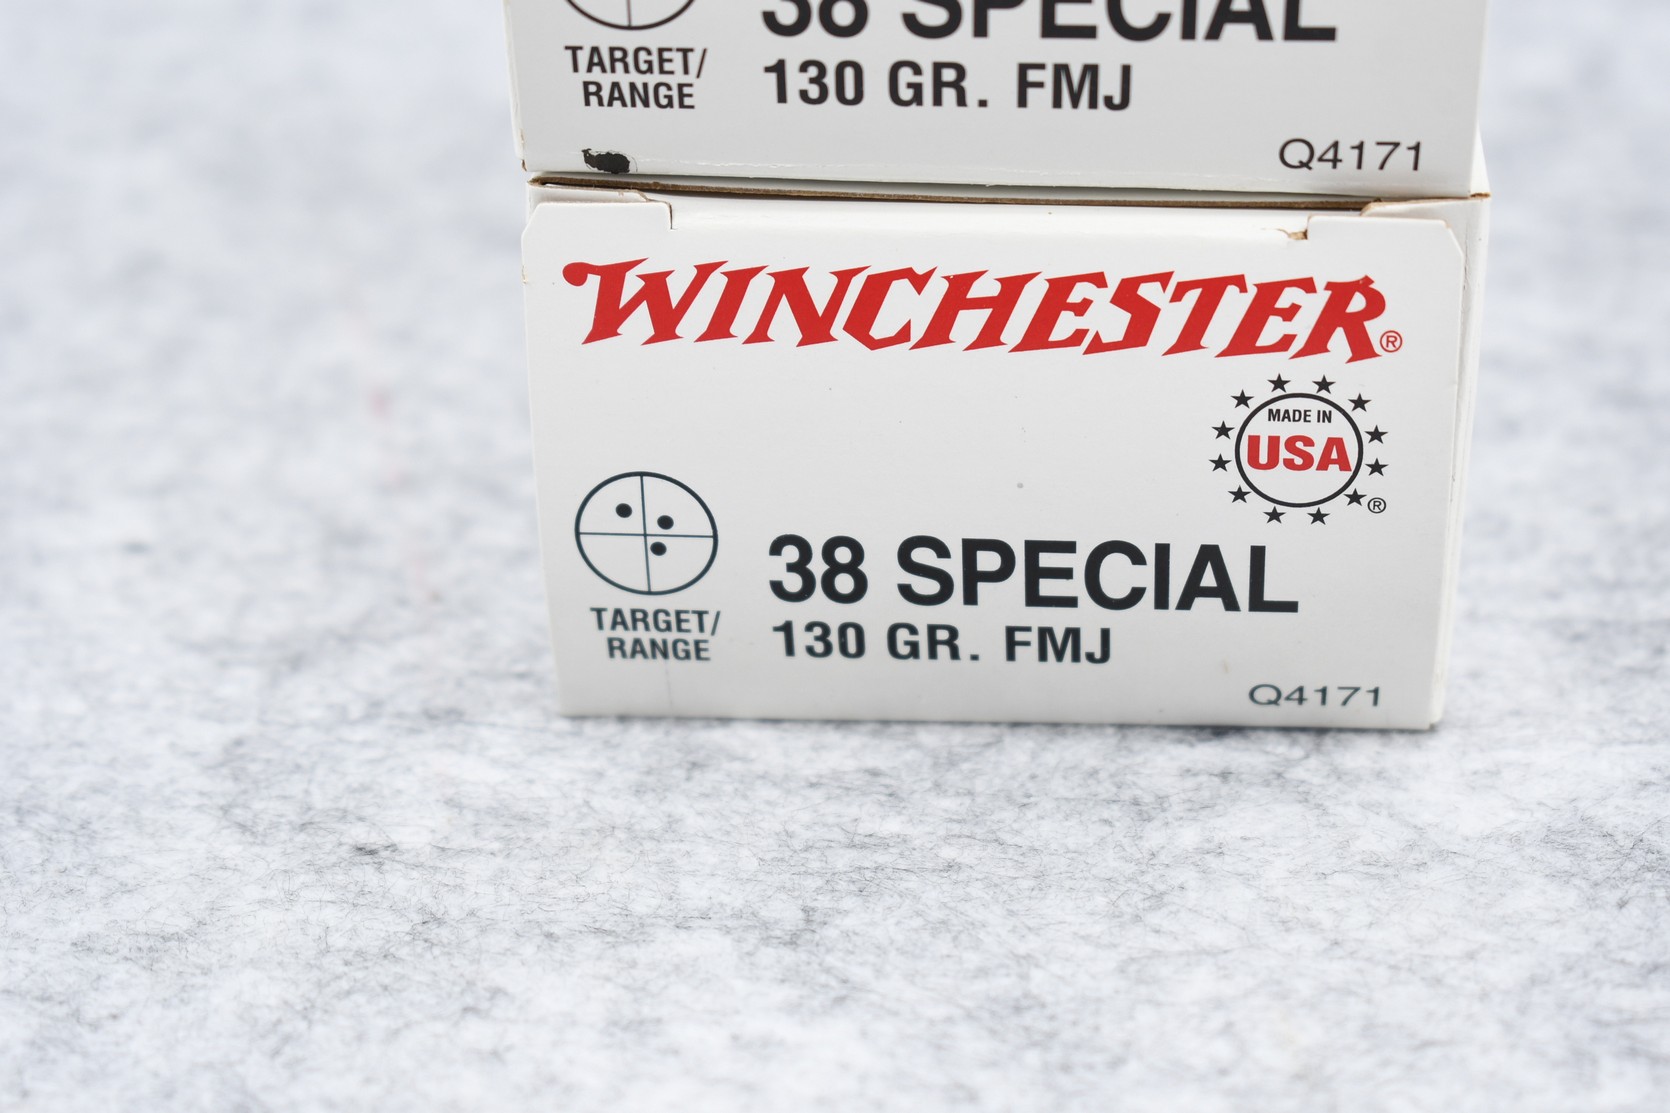 38 SPECIAL
TARGET/
RANGE
130 GR. FMJ
Q4171
WINCHESTER®
MADE IN
USA
®
38 SPECIAL
TARGET/
RANGE
130 GR. FMJ
Q4171